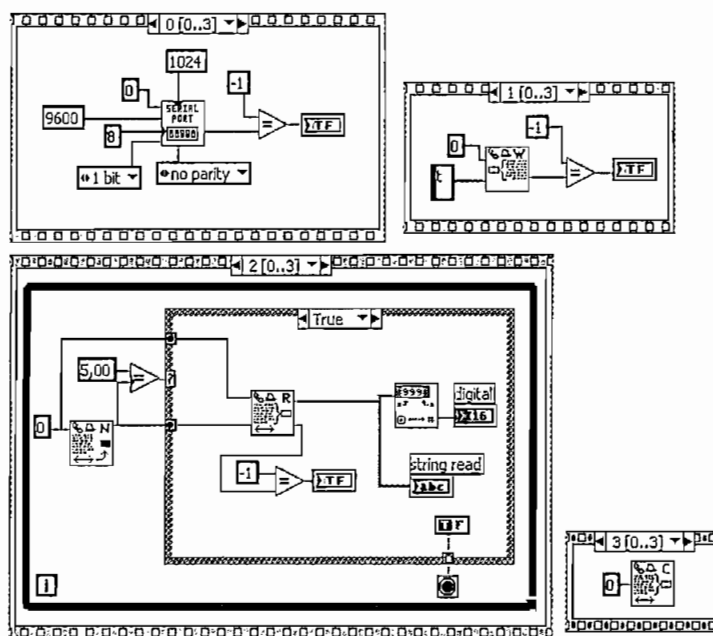 0 [0..3]
1024
0
-1
9600
SERIAL
PORT
8
=
TF
1 bit
no parity
1 [0..3]
0
-1
W
t
=
TF
2 [0..3]
True
5,00
=
?
0
N
R
digital
I16
-1
=
TF
string read
abc
TF
i
3 [0..3]
0
C